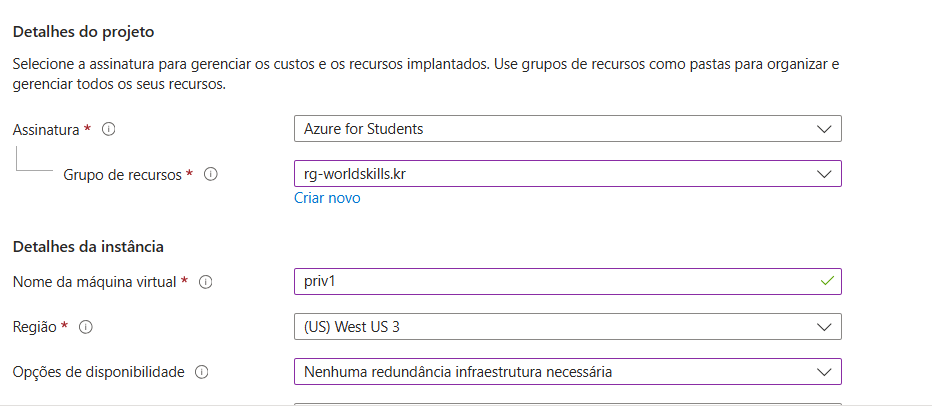 Detalhes do projeto
Selecione a assinatura para gerenciar os custos e os recursos implantados. Use grupos de recursos como pastas para organizar e
gerenciar todos os seus recursos.
Assinatura *
Azure for Students
Grupo de recursos *
rg-worldskills.kr
Criar novo
Detalhes da instância
Nome da máquina virtual *
priv1
Região *
(US) West US 3
Opções de disponibilidade
Nenhuma redundância infraestrutura necessária